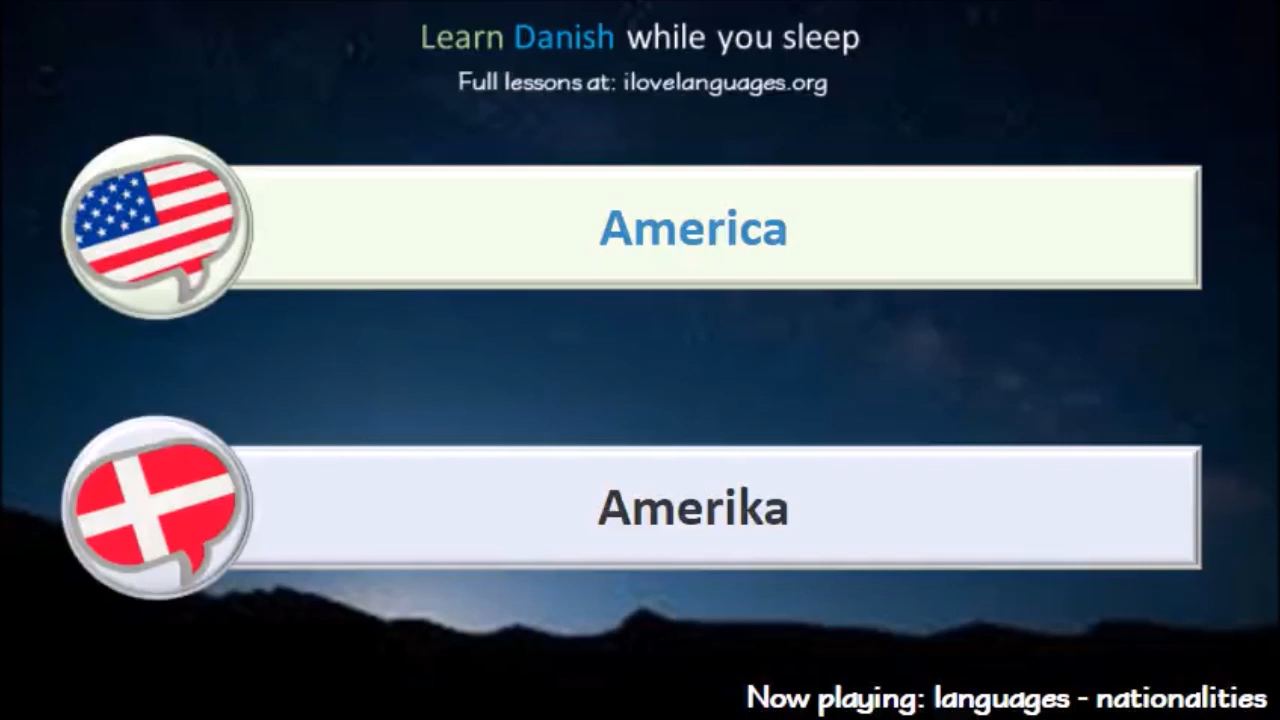 Learn Danish while you sleep
Full lessons at: ilovelanguages.org
America
Amerika
Now playing: languages - nationalities